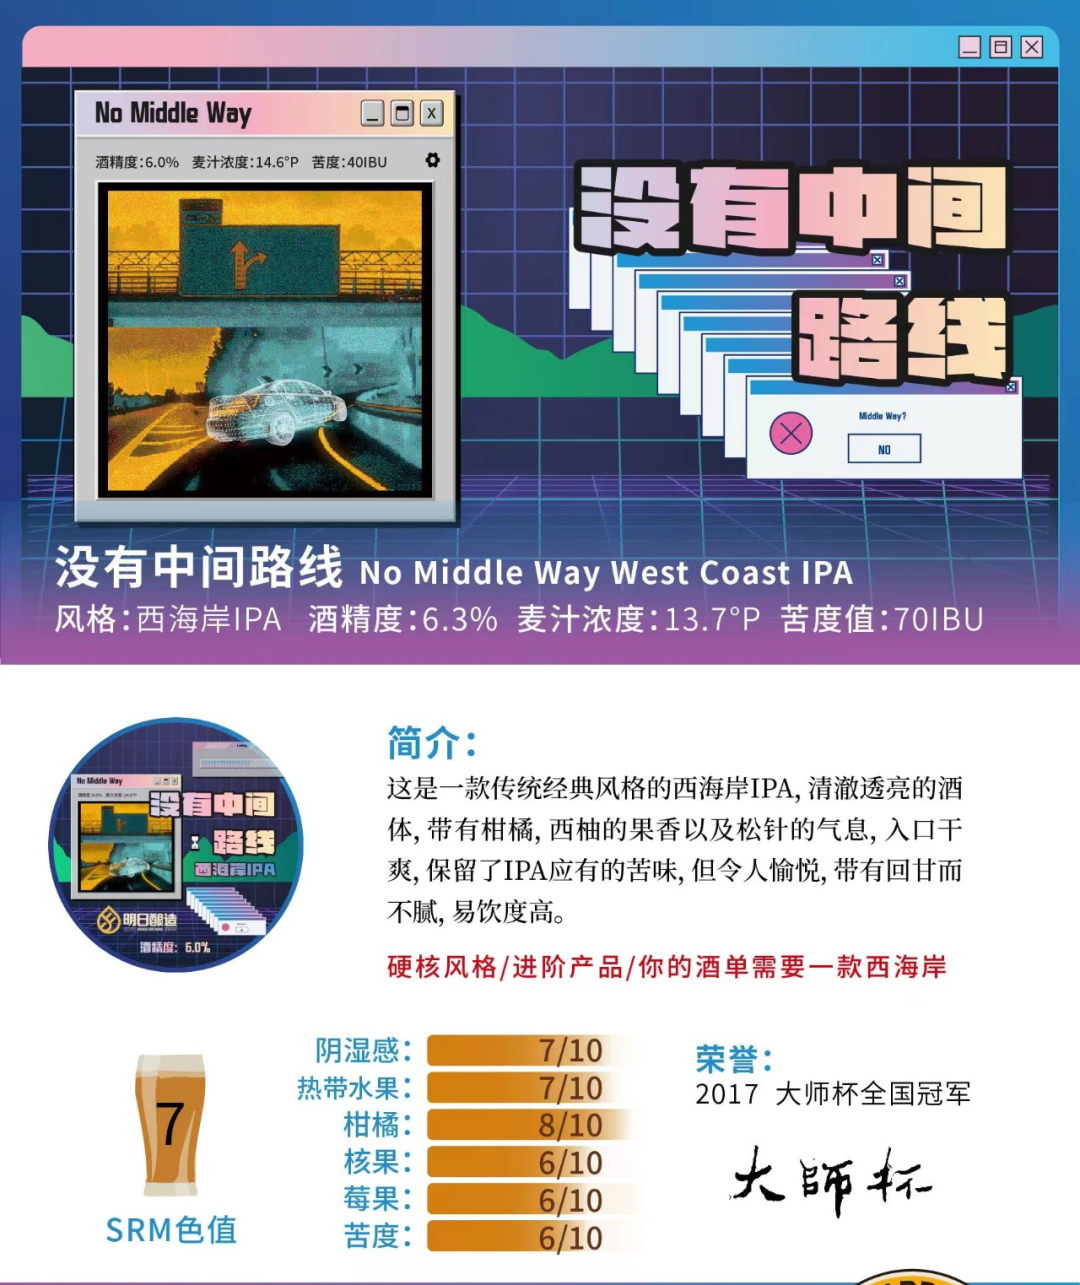 No Middle Way
酒精度:6.0% 麦汁浓度:14.6°P 苦度:40IBU
没有中间
路线
Middle Way?
NO
没有中间路线 No Middle Way West Coast IPA
风格:西海岸IPA 酒精度:6.3% 麦汁浓度:13.7°P 苦度值:70IBU
No Middle Way
没有中间
路线
西海岸IPA
明日酿造
酒精度: 6.0%
简介:
这是一款传统经典风格的西海岸IPA, 清澈透亮的酒
体, 带有柑橘, 西柚的果香以及松针的气息, 入口干
爽, 保留了IPA应有的苦味, 但令人愉悦, 带有回甘而
不腻, 易饮度高。
硬核风格/进阶产品/你的酒单需要一款西海岸
7
SRM色值
阴湿感: 7/10
热带水果: 7/10
柑橘: 8/10
核果: 6/10
莓果: 6/10
苦度: 6/10
荣誉:
2017 大师杯全国冠军
大師杯